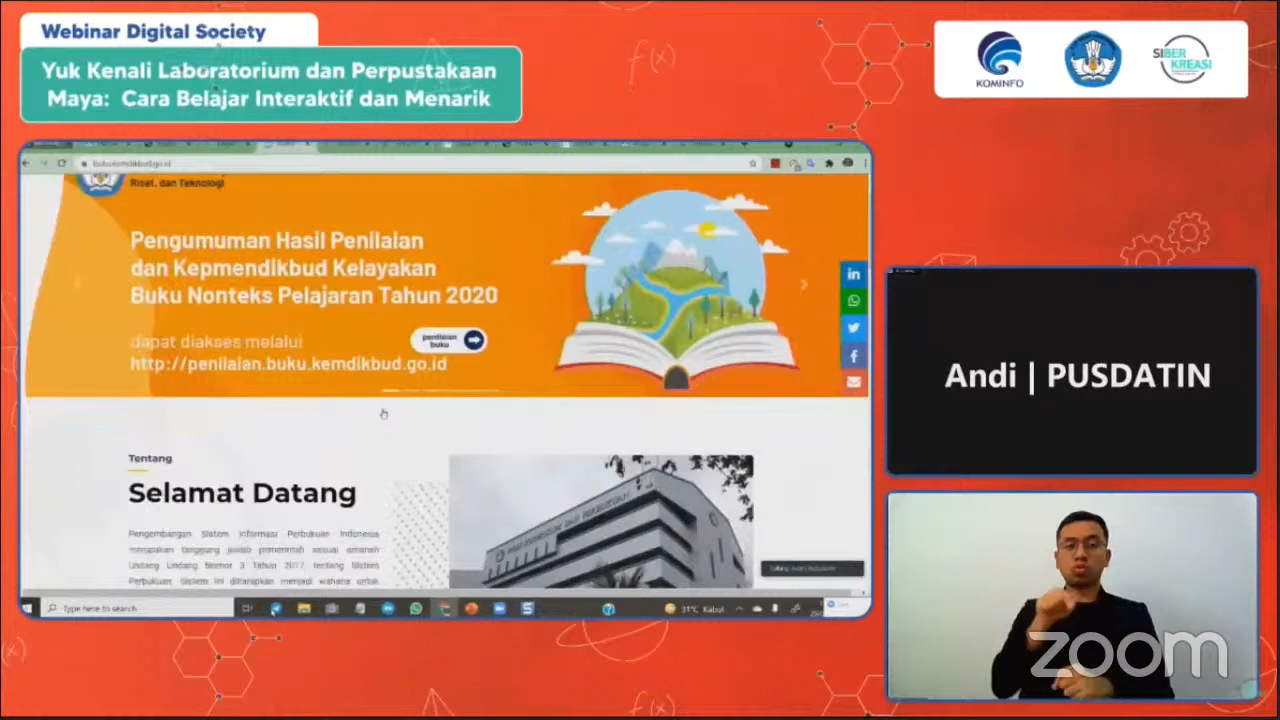 Webinar Digital Society
Yuk Kenali Laboratorium dan Perpustakaan
Maya: Cara Belajar Interaktif dan Menarik
KOMINFO
SIBER
KREASI
buku.kemdikbud.go.id
Riset, dan Teknologi
Pengumuman Hasil Penilaian
dan Kepmendikbud Kelayakan
Buku Nonteks Pelajaran Tahun 2020
dapat diakses melalui
http://penilaian.buku.kemdikbud.go.id
penilaian
buku
Tentang
Selamat Datang
Pengembangan Sistem Informasi Perbukuan Indonesia
merupakan tanggung jawab pemerintah sesuai amanah
Undang Undang Nomor 3 Tahun 2017 tentang Sistem
Perbukuan. Sistem ini diharapkan menjadi wahana untuk
Type here to search
31°C Kabut
Andi | PUSDATIN
zoom
f(x)